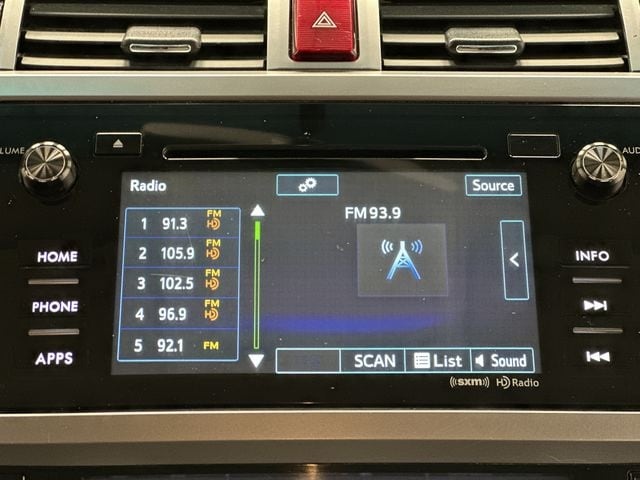 VOLUME
AUD
Radio
Source
FM 93.9
1 91.3 FM HD
2 105.9 FM HD
3 102.5 FM HD
4 96.9 FM HD
5 92.1 FM
SCAN
List
Sound
HOME
PHONE
APPS
INFO
((sxm)) HD Radio